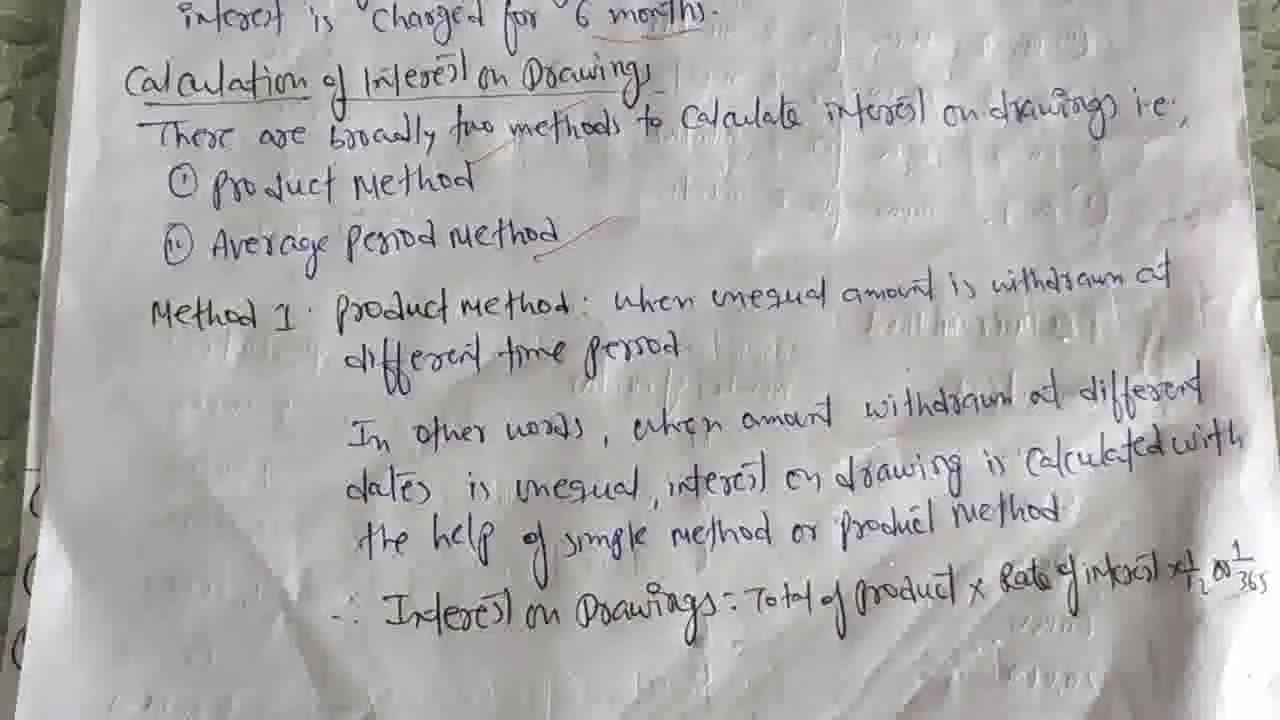 interest is charged for 6 months.
Calculation of Interest on Drawings
There are broadly two methods to calculate interest on drawings i.e,
(i) Product Method
(ii) Average Period Method
Method 1. Product method: When unequal amount is withdrawn at
different time period.
In other words, when amount withdrawn at different
dates is unequal, interest on drawing is calculated with
the help of simple method or product method
∴ Interest on Drawings = Total of product × Rate of interest × 1/12 or 1/365